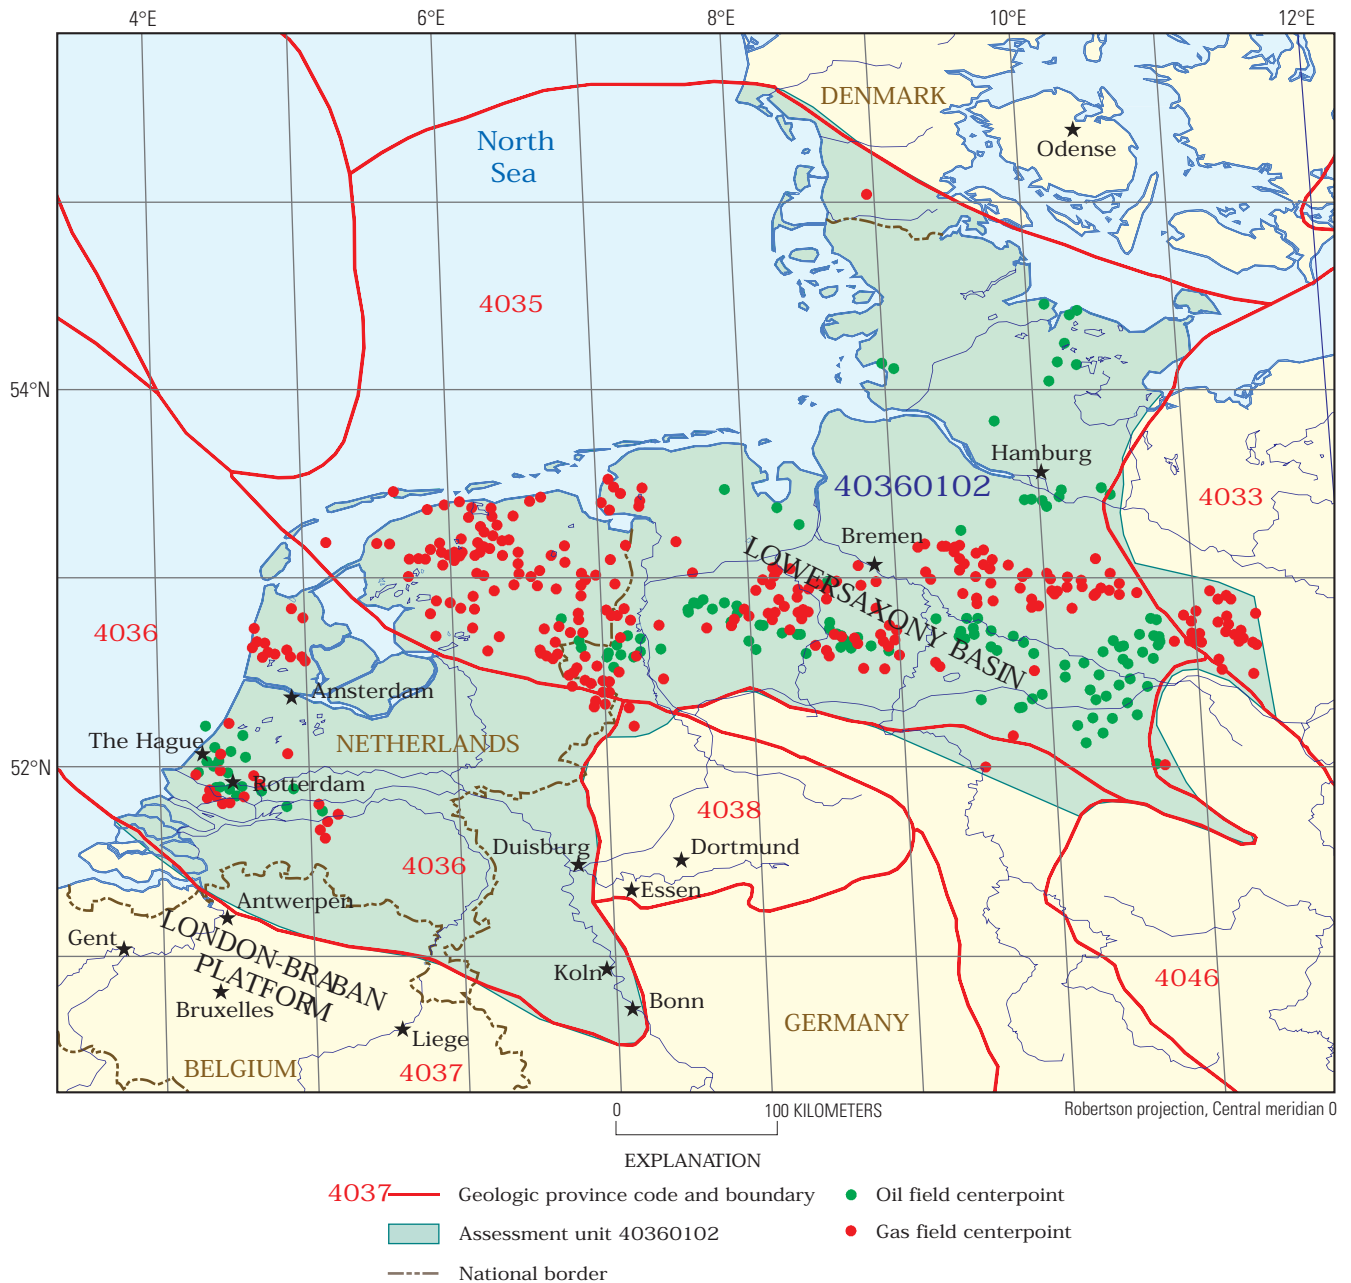 4°E 6°E 8°E 10°E 12°E
DENMARK
North
Sea
Odense
4035
54°N
Hamburg
40360102
4033
Bremen
LOWER SAXONY BASIN
4036
Amsterdam
The Hague
NETHERLANDS
52°N
Rotterdam
4038
Duisburg
Dortmund
4036
Essen
Antwerpen
LONDON-BRABAN
PLATFORM
Gent
Koln
4046
Bruxelles
Bonn
GERMANY
Liege
BELGIUM
4037
0 100 KILOMETERS
Robertson projection, Central meridian 0
EXPLANATION
4037 Geologic province code and boundary
Oil field centerpoint
Assessment unit 40360102
Gas field centerpoint
National border